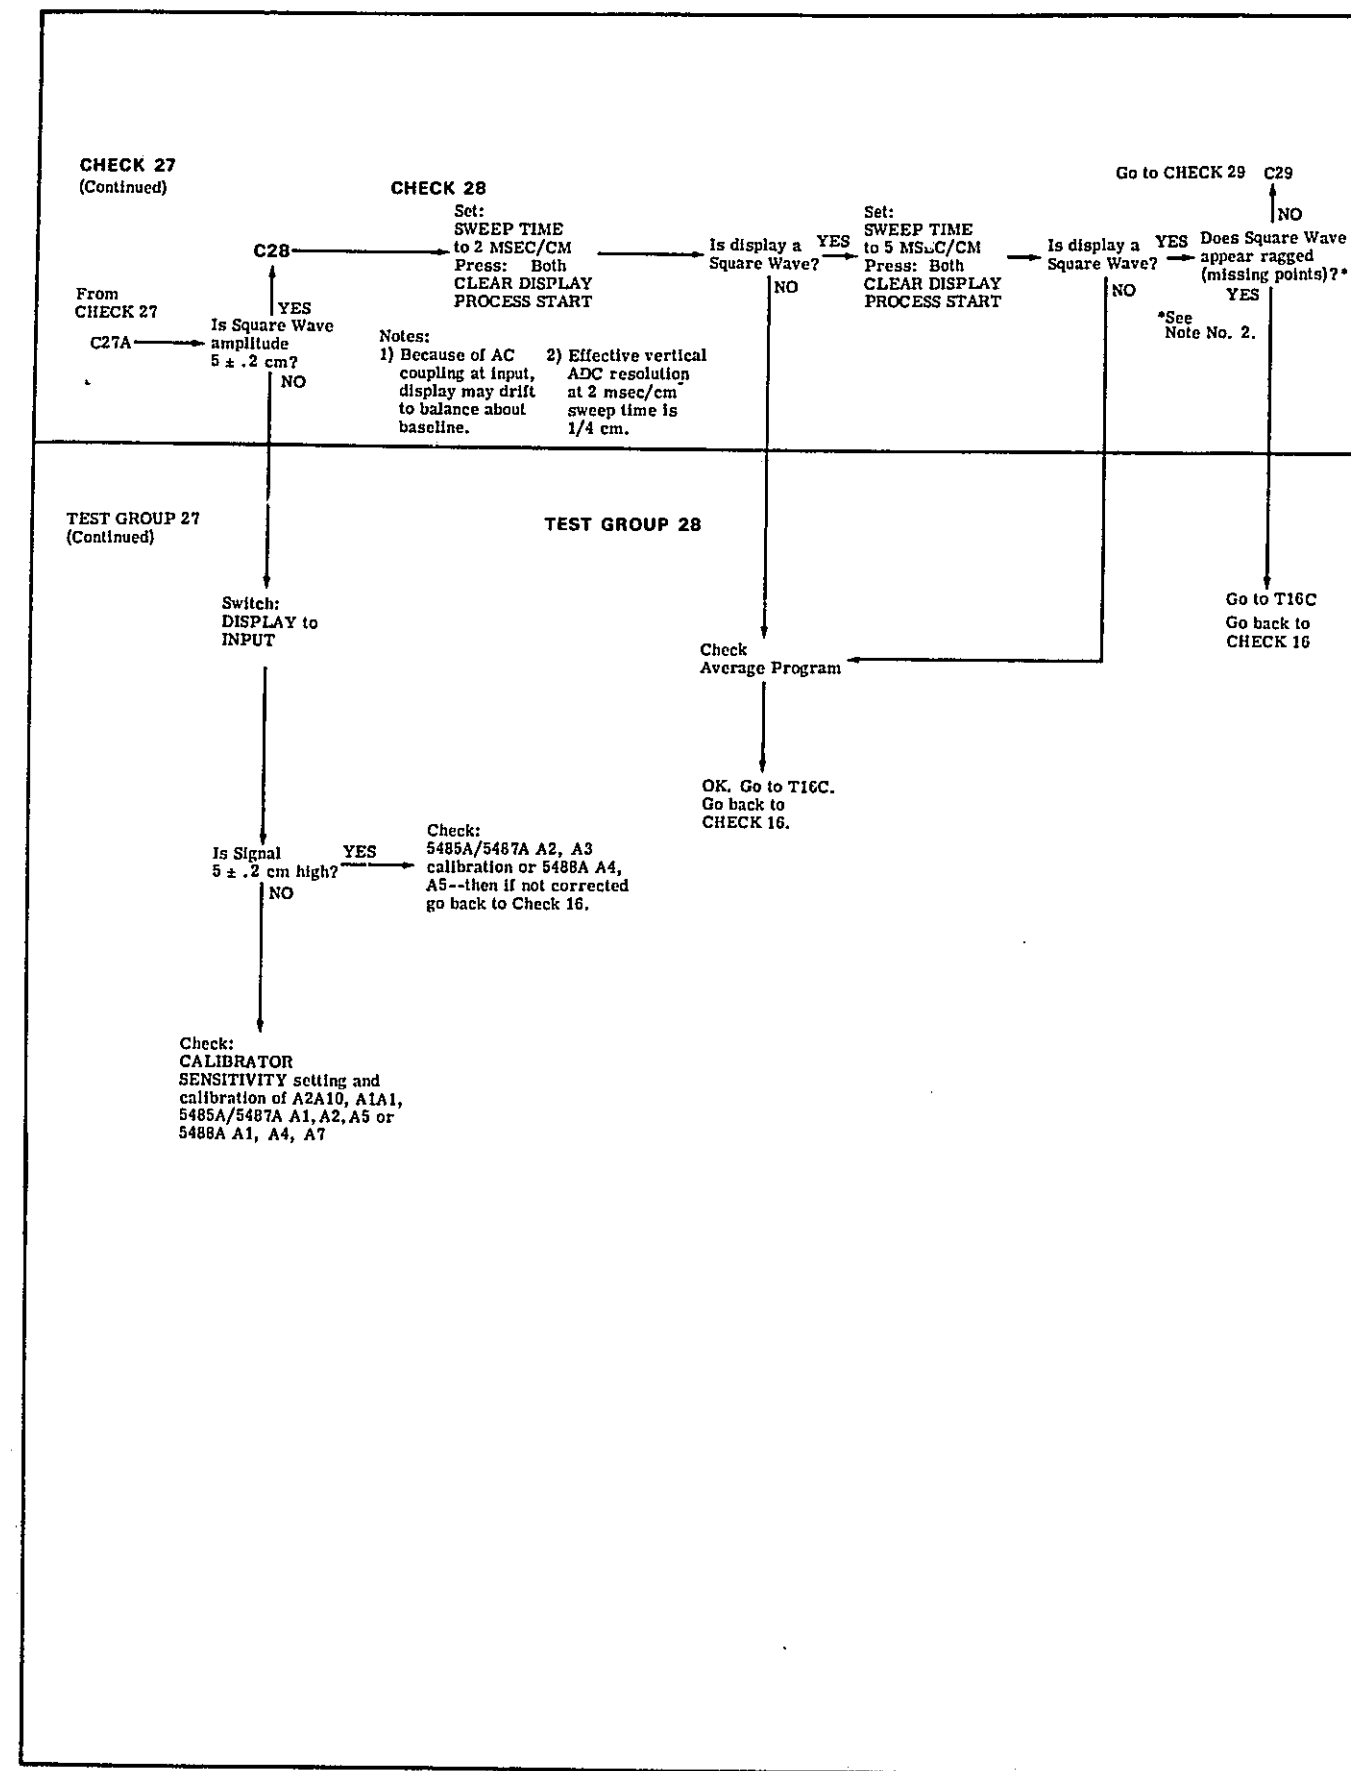 CHECK 27
(Continued)
CHECK 28
Go to CHECK 29 C29
NO
C28
Set:
SWEEP TIME
to 2 MSEC/CM
Press: Both
CLEAR DISPLAY
PROCESS START
Is display a
Square Wave?
YES
NO
Set:
SWEEP TIME
to 5 MSEC/CM
Press: Both
CLEAR DISPLAY
PROCESS START
Is display a
Square Wave?
YES
NO
Does Square Wave
appear ragged
(missing points)?*
YES
*See
Note No. 2.
From
CHECK 27
C27A
YES
Is Square Wave
amplitude
5 ± .2 cm?
NO
Notes:
1) Because of AC
coupling at input,
display may drift
to balance about
baseline.
2) Effective vertical
ADC resolution
at 2 msec/cm
sweep time is
1/4 cm.
TEST GROUP 27
(Continued)
TEST GROUP 28
Switch:
DISPLAY to
INPUT
Go to T16C
Go back to
CHECK 16
Check
Average Program
OK. Go to T16C.
Go back to
CHECK 16.
Is Signal
5 ± .2 cm high?
YES
NO
Check:
5485A/5487A A2, A3
calibration or 5488A A4,
A5--then if not corrected
go back to Check 16.
Check:
CALIBRATOR
SENSITIVITY setting and
calibration of A2A10, A1A1,
5485A/5487A A1, A2, A5 or
5488A A1, A4, A7